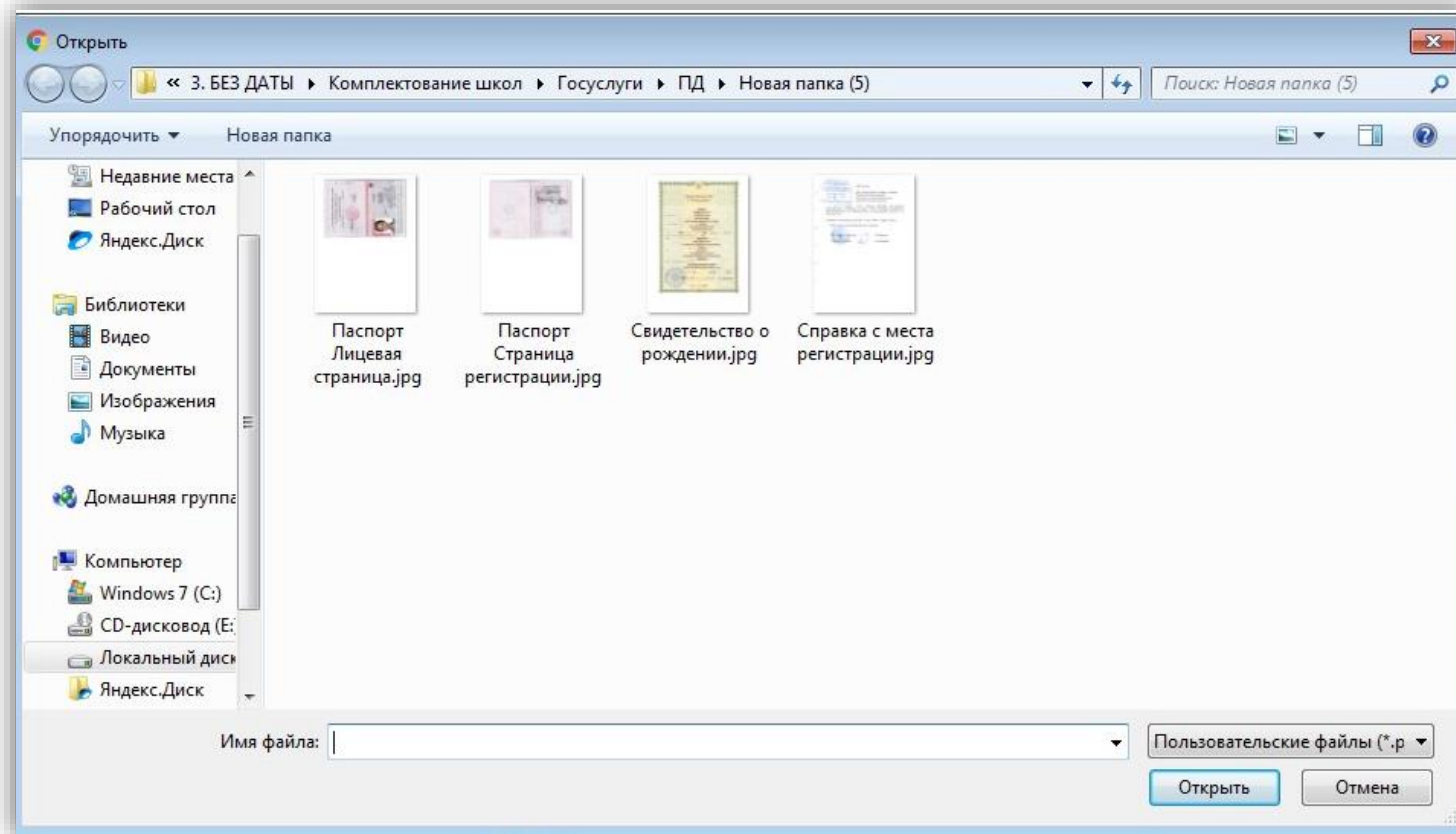 Открыть
« 3. БЕЗ ДАТЫ Комплектование школ Госуслуги ПД Новая папка (5)
Поиск: Новая папка (5)
Упорядочить Новая папка
Недавние места
Рабочий стол
Яндекс.Диск
Библиотеки
Видео
Документы
Изображения
Музыка
Домашняя группа
Компьютер
Windows 7 (C:)
CD-дисковод (E:
Локальный диск
Яндекс.Диск
Паспорт
Лицевая
страница.jpg
Паспорт
Страница
регистрации.jpg
Свидетельство о
рождении.jpg
Справка с места
регистрации.jpg
Имя файла:
Пользовательские файлы (*.p
Открыть
Отмена